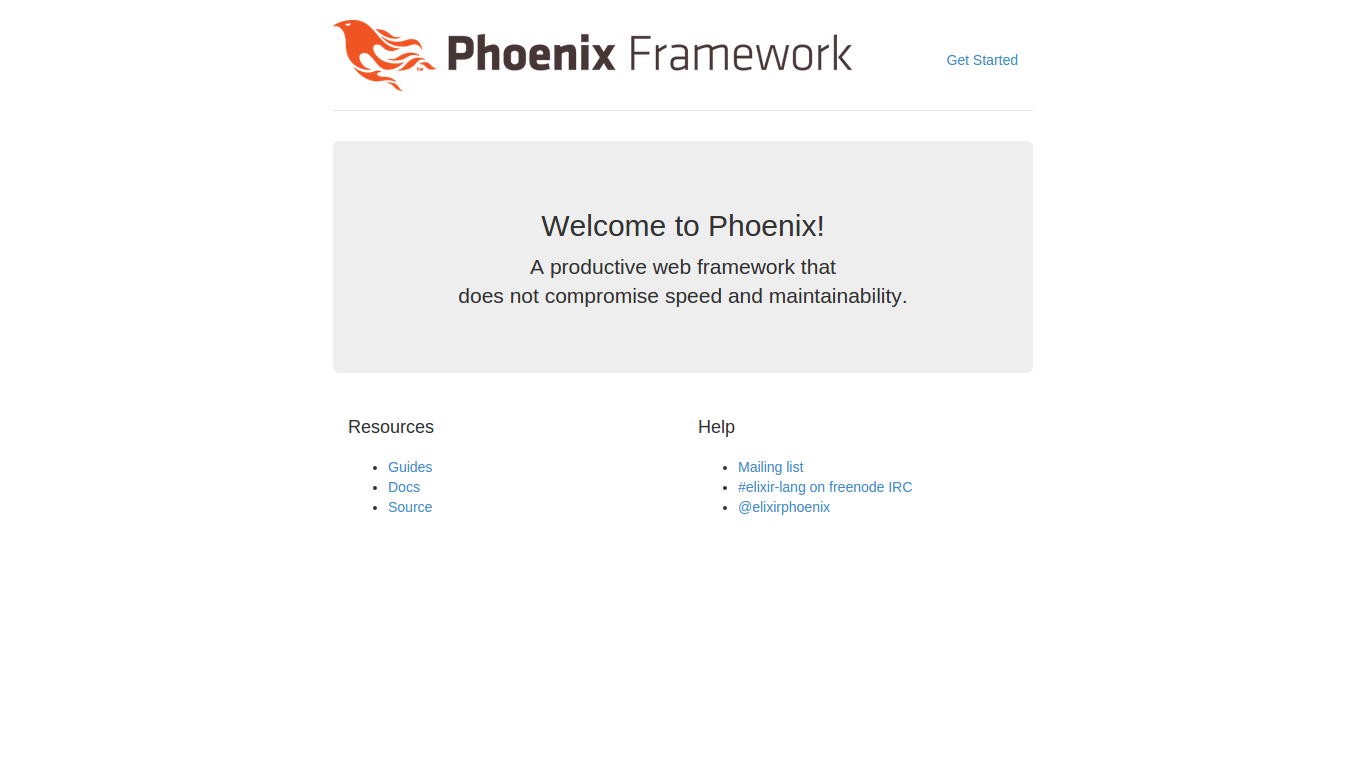 Phoenix Framework
Get Started
Welcome to Phoenix!
A productive web framework that
does not compromise speed and maintainability.
Resources
Guides
Docs
Source
Help
Mailing list
#elixir-lang on freenode IRC
@elixirphoenix